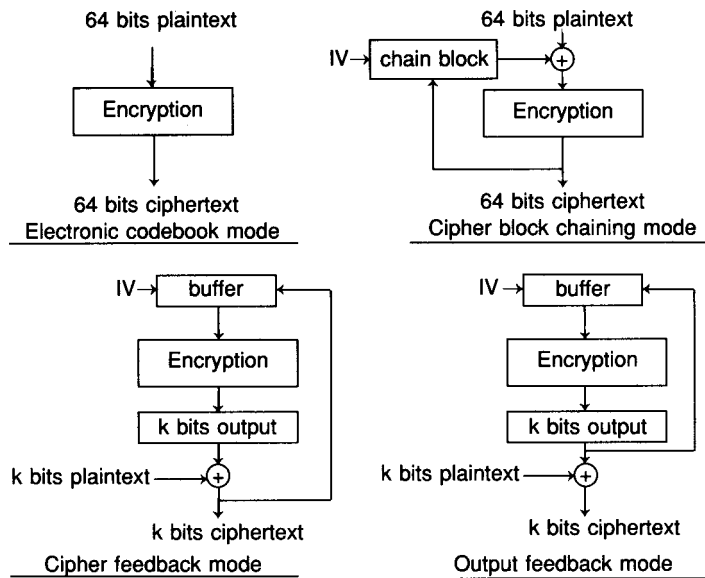 64 bits plaintext
Encryption
64 bits ciphertext
Electronic codebook mode
64 bits plaintext
IV
chain block
+
Encryption
64 bits ciphertext
Cipher block chaining mode
IV
buffer
Encryption
k bits output
k bits plaintext
+
k bits ciphertext
Cipher feedback mode
IV
buffer
Encryption
k bits output
k bits plaintext
+
k bits ciphertext
Output feedback mode